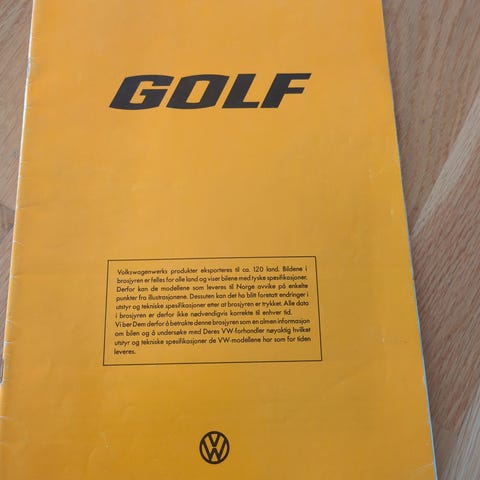 GOLF
Volkswagenwerks produkter eksporteres til ca. 120 land. Bildene i
brosjyren er felles for alle land og viser bilene med tyske spesifikasjoner.
Derfor kan de modellene som leveres til Norge avvike på enkelte
punkter fra illustrasjonene. Dessuten kan det ha blitt foretatt endringer i
utstyr og tekniske spesifikasjoner etter at brosjyren er trykket. Alle data
i brosjyren er derfor ikke nødvendigvis korrekte til enhver tid.
Vi ber Dem derfor å betrakte denne brosjyren som en almen informasjon
om bilen og å undersøke med Deres VW-forhandler nøyaktig hvilket
utstyr og tekniske spesifikasjoner de VW-modellene har som for tiden
leveres.
VW